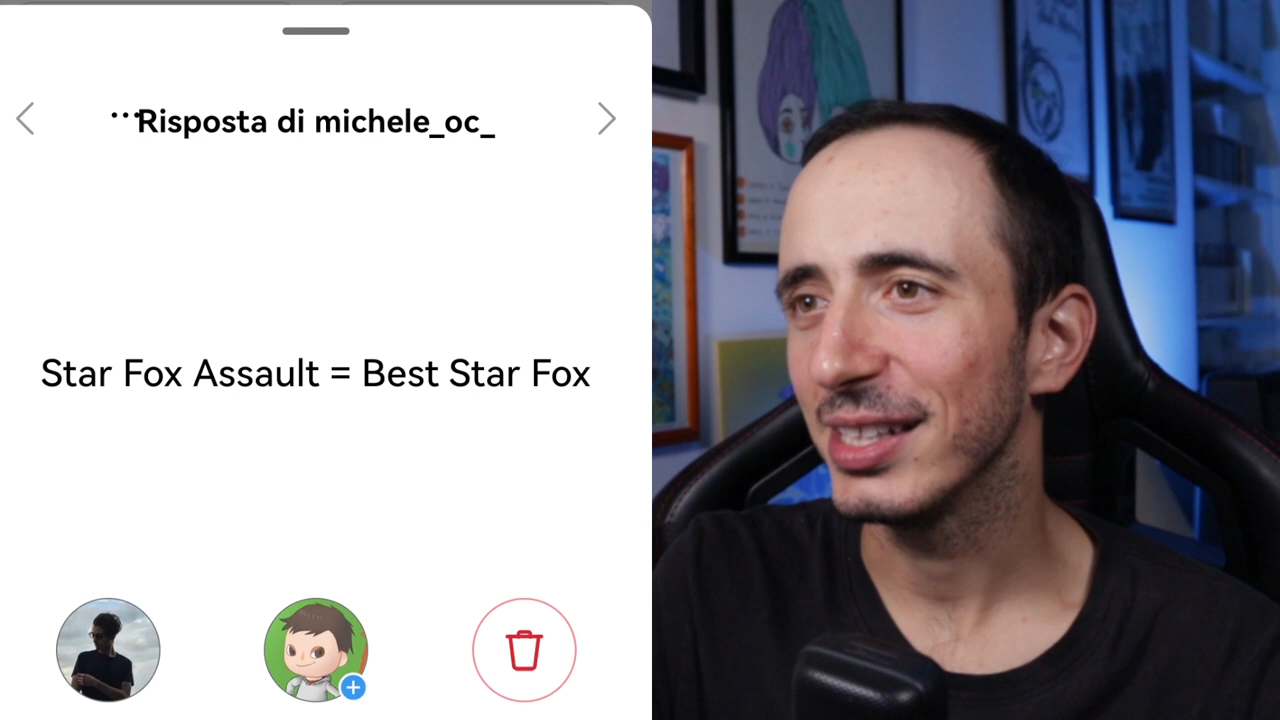 Risposta di michele_oc_
Star Fox Assault = Best Star Fox